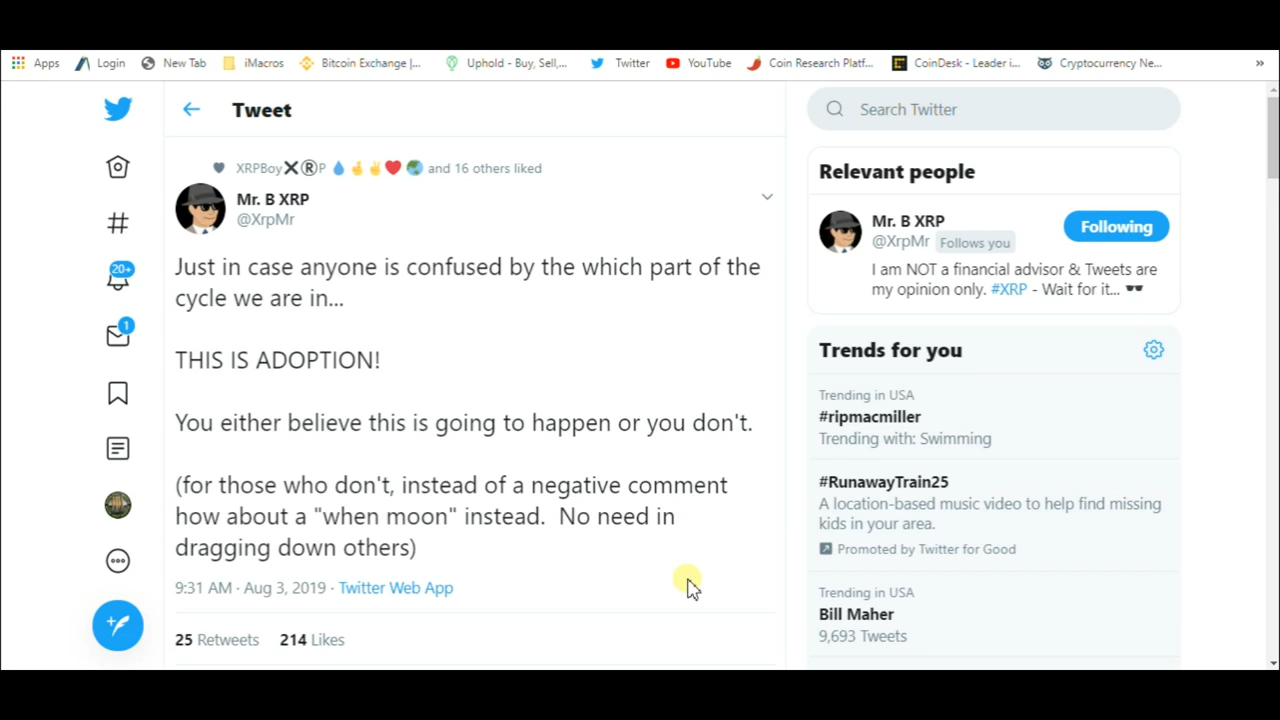 Apps
Login
New Tab
iMacros
Bitcoin Exchange |...
Uphold - Buy, Sell,...
Twitter
YouTube
Coin Research Platf...
CoinDesk - Leader i...
Cryptocurrency Ne...
»
Tweet
XRPBoy❌®️P 💧🤞✌️❤️🌏 and 16 others liked
Mr. B XRP
@XrpMr
Just in case anyone is confused by the which part of the
cycle we are in...
THIS IS ADOPTION!
You either believe this is going to happen or you don't.
(for those who don't, instead of a negative comment
how about a "when moon" instead.  No need in
dragging down others)
9:31 AM · Aug 3, 2019 · Twitter Web App
25 Retweets 214 Likes
20+
1
Search Twitter
Relevant people
Mr. B XRP
@XrpMr Follows you
Following
I am NOT a financial advisor & Tweets are
my opinion only. #XRP - Wait for it... 🕶️
Trends for you
Trending in USA
#ripmacmiller
Trending with: Swimming
#RunawayTrain25
A location-based music video to help find missing
kids in your area.
Promoted by Twitter for Good
Trending in USA
Bill Maher
9,693 Tweets